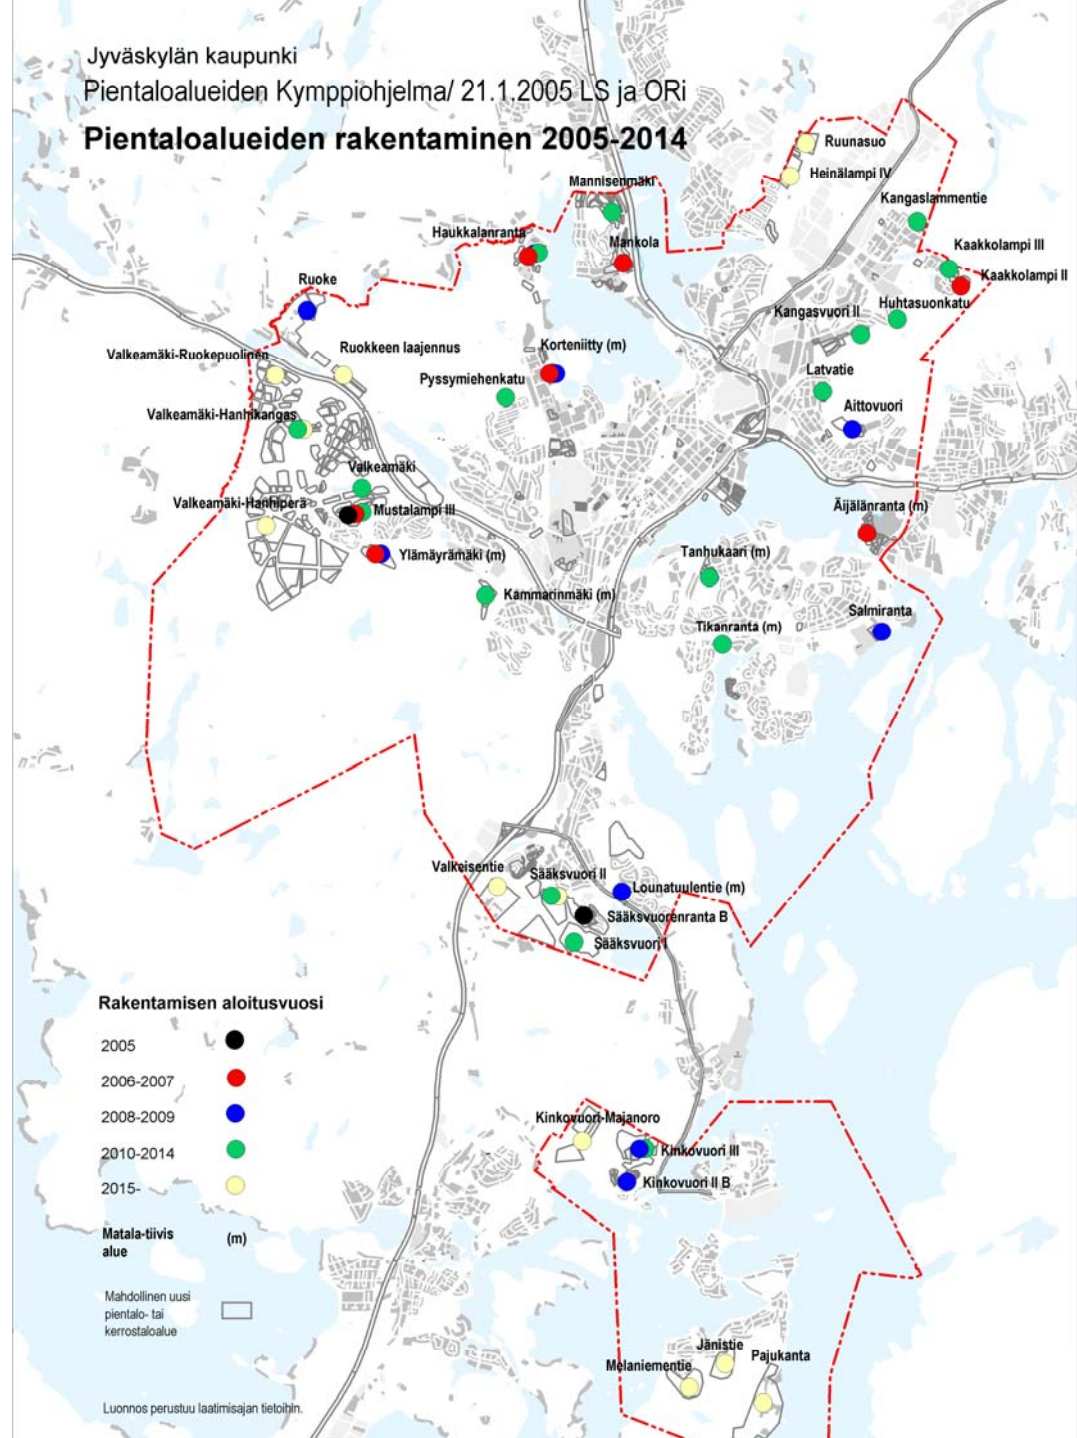 Jyväskylän kaupunki
Pientaloalueiden Kymppiohjelma/ 21.1.2005 LS ja ORi
Pientaloalueiden rakentaminen 2005-2014
Ruunasuo
Heinälampi IV
Mannisenmäki
Kangaslammentie
Haukkalanranta
Mankola
Kaakkolampi III
Kaakkolampi II
Ruoke
Huhtasuonkatu
Kangasvuori II
Korteniitty (m)
Ruokkeen laajennus
Valkeamäki-Ruokepuolinen
Pyssymiehenkatu
Latvatie
Aittovuori
Valkeamäki-Hanhikangas
Valkeamäki
Valkeamäki-Hanhiperä
Mustalampi III
Äijälänranta (m)
Ylämäyrämäki (m)
Tanhukaari (m)
Kammarinmäki (m)
Salmiranta
Tikanranta (m)
Valkeisentie
Sääksvuori II
Lounatuulentie (m)
Sääksvuorenranta B
Sääksvuori I
Rakentamisen aloitusvuosi
2005
2006-2007
2008-2009
2010-2014
2015-
Matala-tiivis (m)
alue
Mahdollinen uusi
pientalo- tai
kerrostaloalue
Kinkovuori-Majanoro
Kinkovuori III
Kinkovuori II B
Jänistie
Pajukanta
Melaniementie
Luonnos perustuu laatimisajan tietoihin.